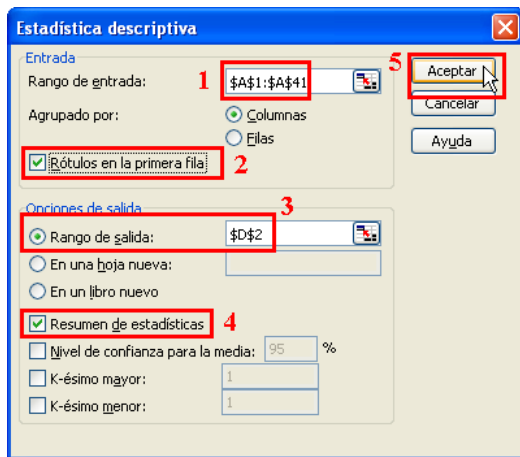 Estadística descriptiva
Entrada
Rango de entrada: 1 $A$1:$A$41
Agrupado por: Columnas
Filas
Rótulos en la primera fila 2
5 Aceptar
Cancelar
Ayuda
Opciones de salida 3
Rango de salida: $D$2
En una hoja nueva:
En un libro nuevo
Resumen de estadísticas 4
Nivel de confianza para la media: 95 %
K-ésimo mayor: 1
K-ésimo menor: 1